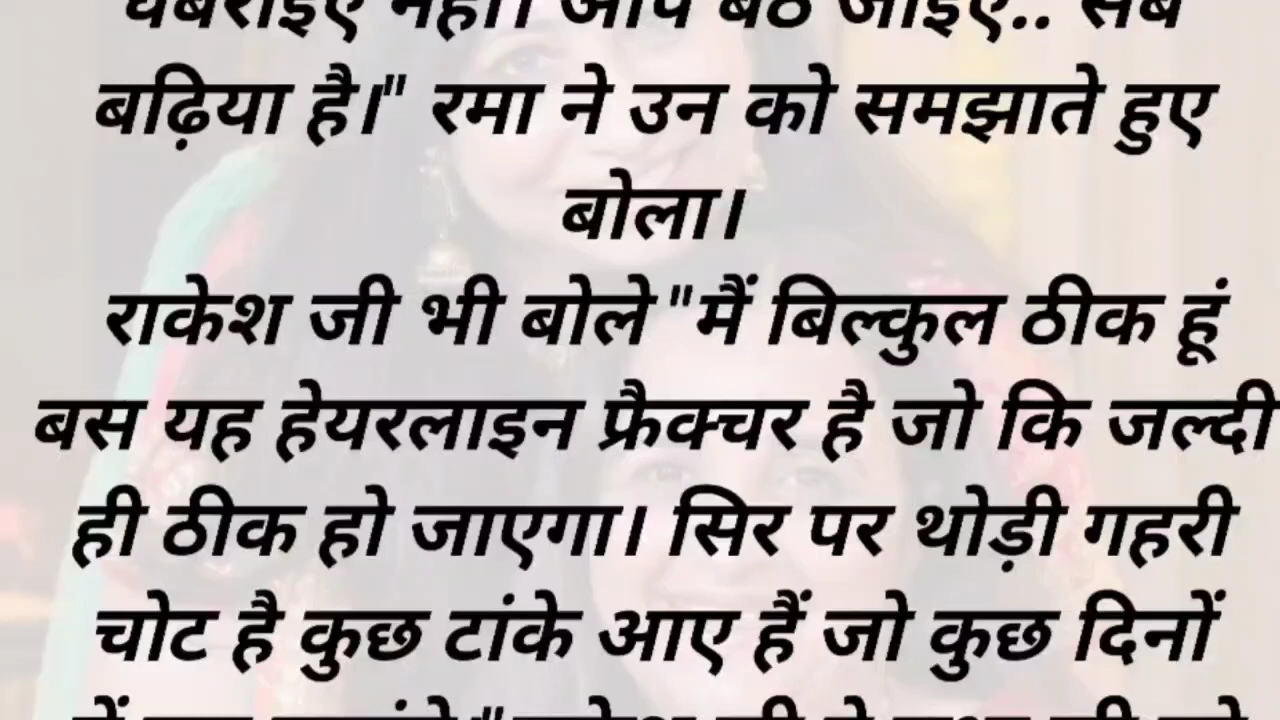 घबराइए नहीं। आप बैठ जाइए.. सब
बढ़िया है।" रमा ने उन को समझाते हुए
बोला।
राकेश जी भी बोले "मैं बिल्कुल ठीक हूं
बस यह हेयरलाइन फ्रैक्चर है जो कि जल्दी
ही ठीक हो जाएगा। सिर पर थोड़ी गहरी
चोट है कुछ टांके आए हैं जो कुछ दिनों